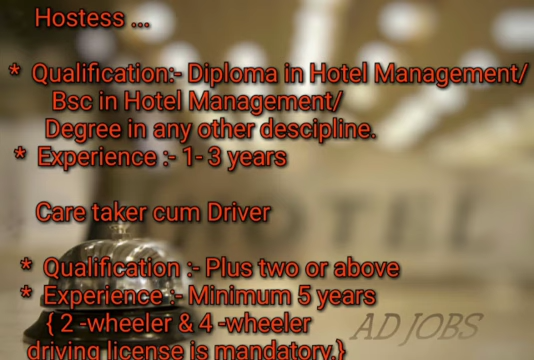 Hostess ...
* Qualification:- Diploma in Hotel Management/
Bsc in Hotel Management/
Degree in any other descipline.
* Experience :- 1- 3 years
Care taker cum Driver
HOTEL
* Qualification :- Plus two or above
* Experience :- Minimum 5 years
{ 2 -wheeler & 4 -wheeler
AD JOBS
driving license is mandatory.}